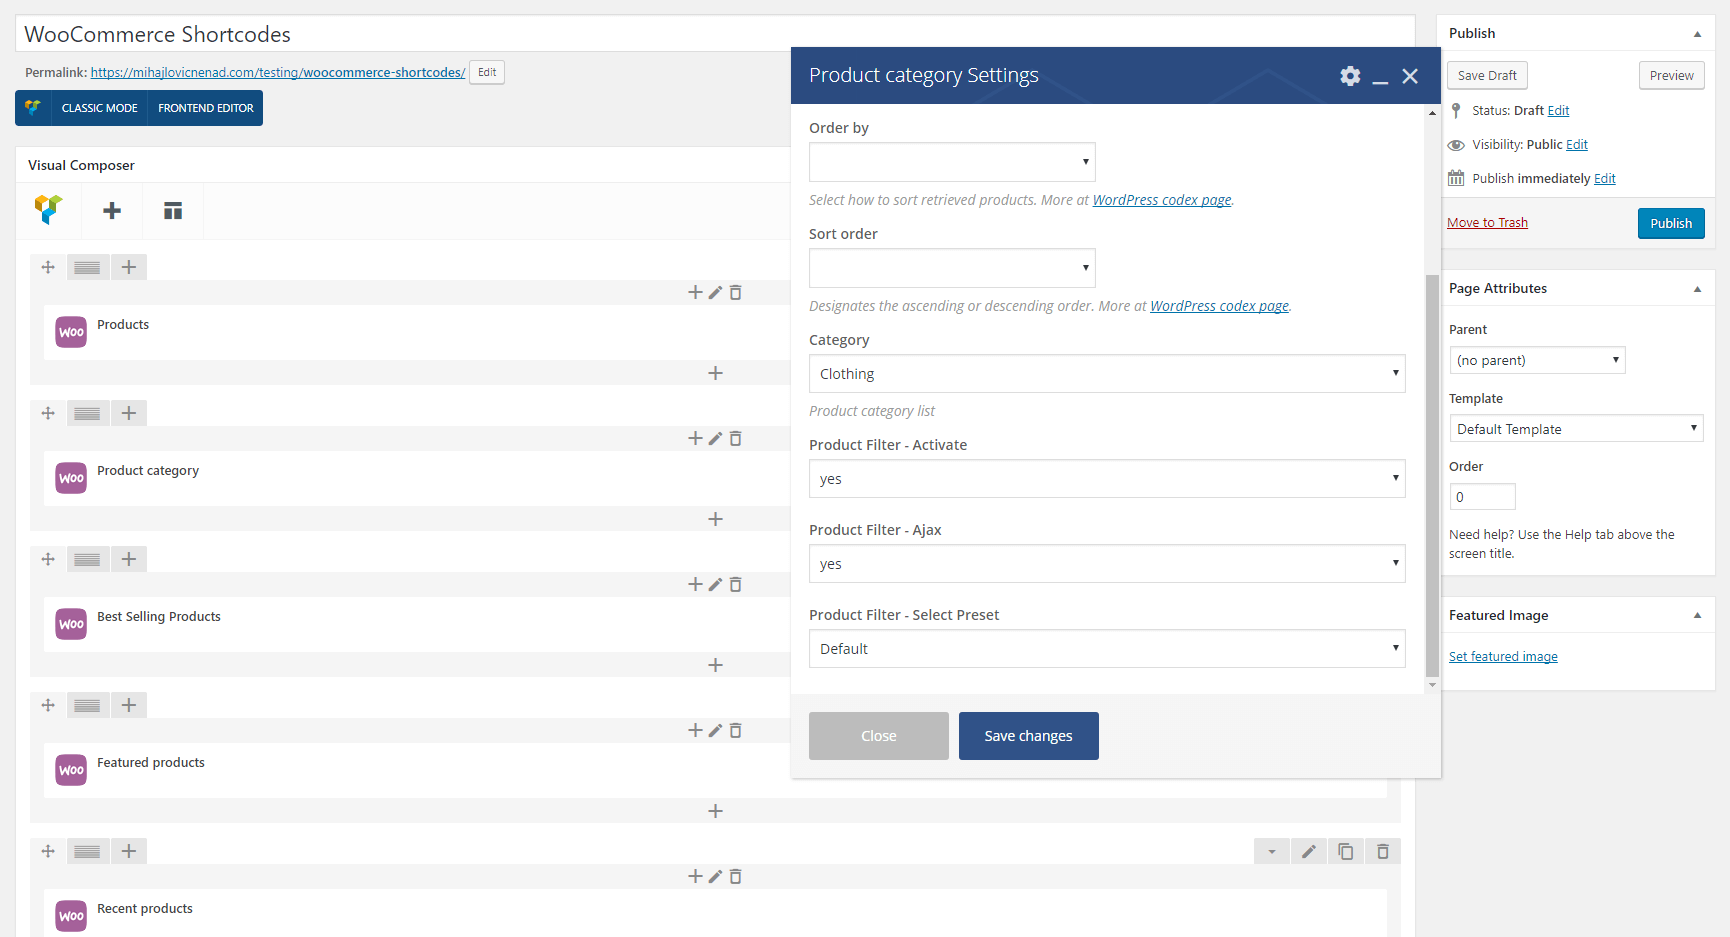 WooCommerce Shortcodes
Permalink: https://mihajlovicnenad.com/testing/woocommerce-shortcodes/ Edit
CLASSIC MODE FRONTEND EDITOR
Visual Composer
Woo Products
Woo Product category
Woo Best Selling Products
Woo Featured products
Woo Recent products
Product category Settings
Order by
Select how to sort retrieved products. More at WordPress codex page.
Sort order
Designates the ascending or descending order. More at WordPress codex page.
Category
Clothing
Product category list
Product Filter - Activate
yes
Product Filter - Ajax
yes
Product Filter - Select Preset
Default
Close Save changes
Publish
Save Draft Preview
Status: Draft Edit
Visibility: Public Edit
Publish immediately Edit
Move to Trash Publish
Page Attributes
Parent
(no parent)
Template
Default Template
Order
0
Need help? Use the Help tab above the
screen title.
Featured Image
Set featured image